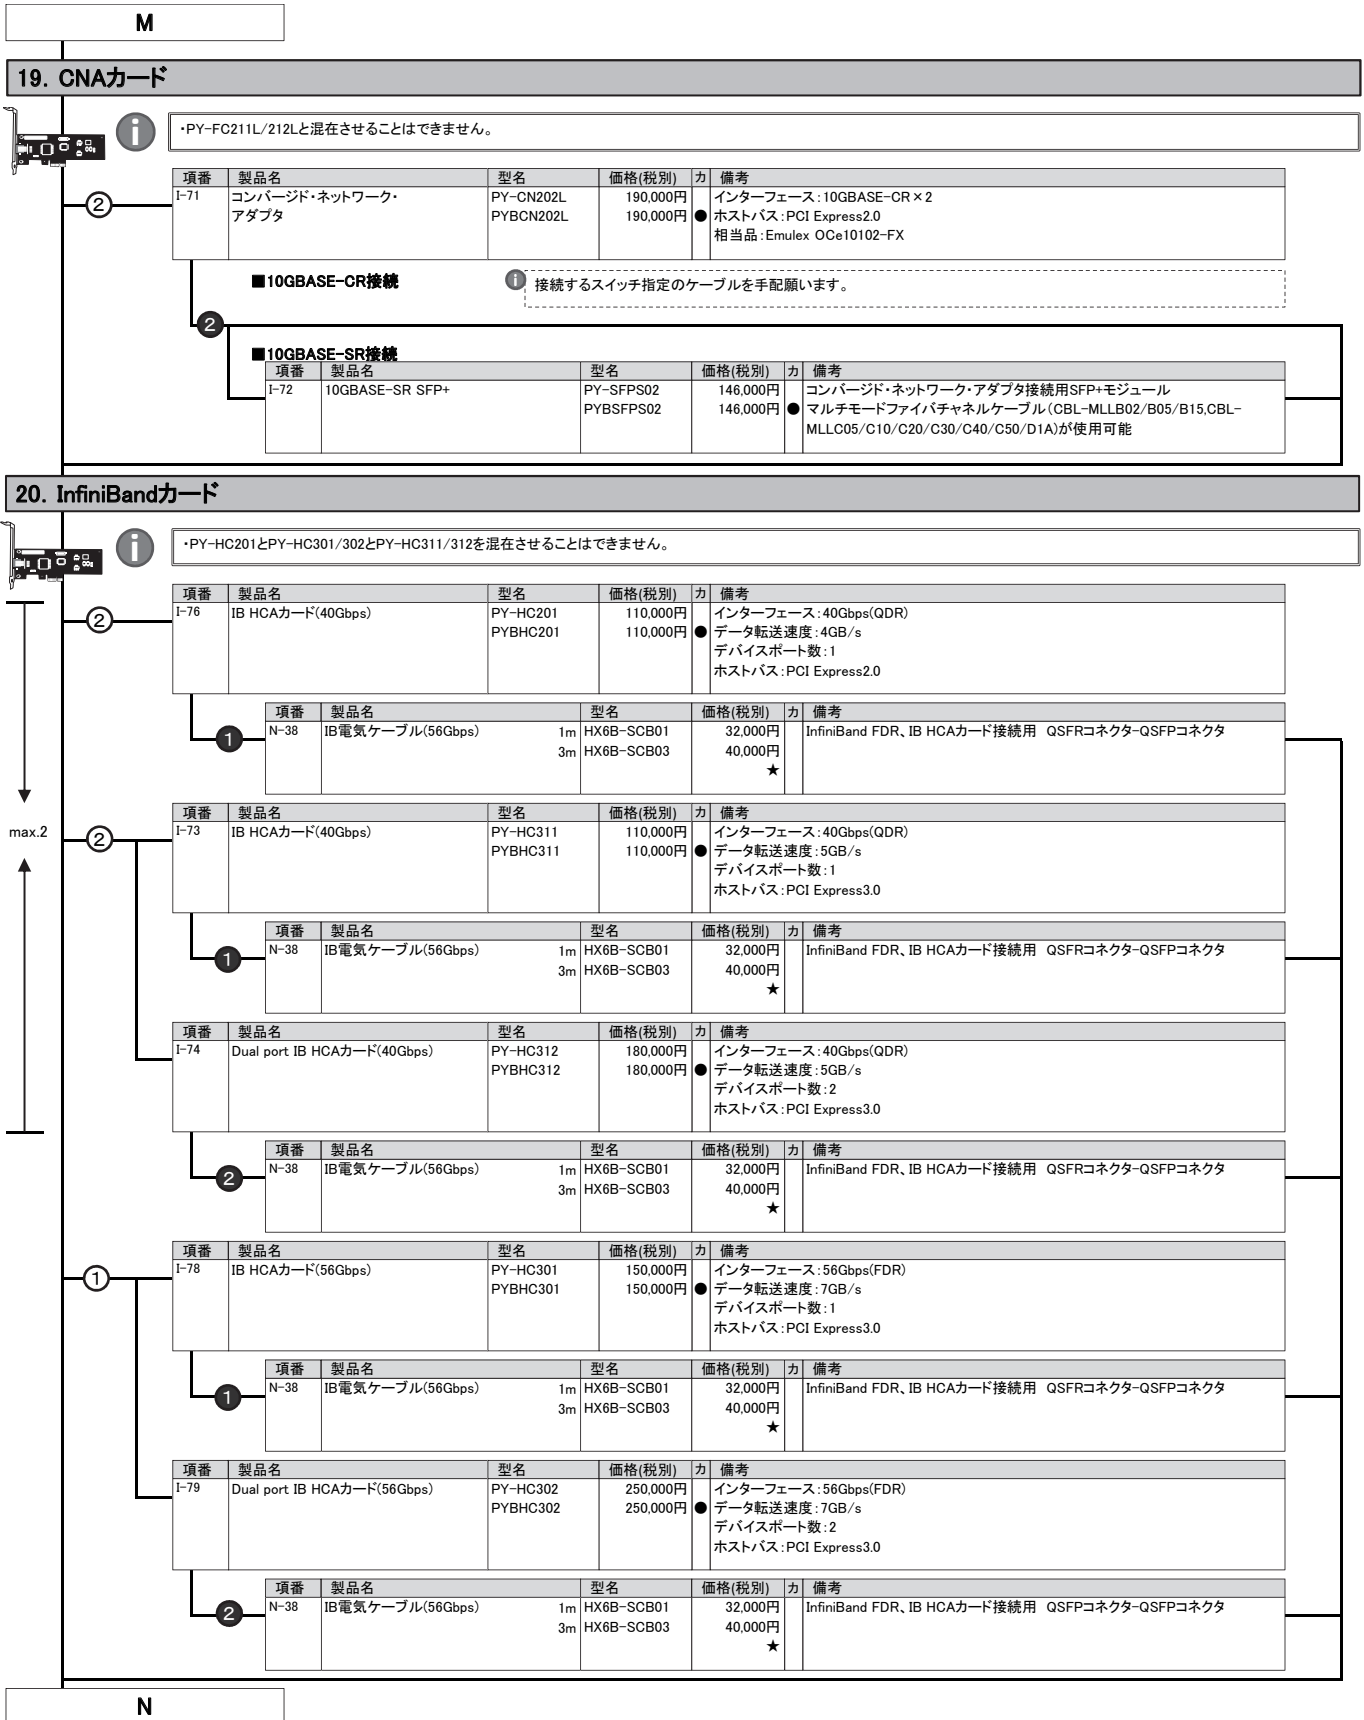 M
19. CNAカード
・PY-FC211L/212Lと混在させることはできません。
項番 製品名 型名 価格(税別) カ 備考
② I-71 コンバージド・ネットワーク・ PY-CN202L 190,000円 インターフェース:10GBASE-CR×2
アダプタ PYBCN202L 190,000円 ● ホストバス:PCI Express2.0
相当品:Emulex OCe10102-FX
■10GBASE-CR接続 接続するスイッチ指定のケーブルを手配願います。
2
■10GBASE-SR接続
項番 製品名 型名 価格(税別) カ 備考
I-72 10GBASE-SR SFP+ PY-SFPS02 146,000円 コンバージド・ネットワーク・アダプタ接続用SFP+モジュール
PYBSFPS02 146,000円 ● マルチモードファイバチャネルケーブル(CBL-MLLB02/B05/B15,CBL-
MLLC05/C10/C20/C30/C40/C50/D1A)が使用可能
20. InfiniBandカード
・PY-HC201とPY-HC301/302とPY-HC311/312を混在させることはできません。
項番 製品名 型名 価格(税別) カ 備考
② I-76 IB HCAカード(40Gbps) PY-HC201 110,000円 インターフェース:40Gbps(QDR)
PYBHC201 110,000円 ● データ転送速度:4GB/s
デバイスポート数:1
ホストバス:PCI Express2.0
項番 製品名 型名 価格(税別) カ 備考
1 N-38 IB電気ケーブル(56Gbps) 1m HX6B-SCB01 32,000円 InfiniBand FDR、IB HCAカード接続用 QSFRコネクタ-QSFPコネクタ
3m HX6B-SCB03 40,000円
★
max.2
項番 製品名 型名 価格(税別) カ 備考
② I-73 IB HCAカード(40Gbps) PY-HC311 110,000円 インターフェース:40Gbps(QDR)
PYBHC311 110,000円 ● データ転送速度:5GB/s
デバイスポート数:1
ホストバス:PCI Express3.0
項番 製品名 型名 価格(税別) カ 備考
1 N-38 IB電気ケーブル(56Gbps) 1m HX6B-SCB01 32,000円 InfiniBand FDR、IB HCAカード接続用 QSFRコネクタ-QSFPコネクタ
3m HX6B-SCB03 40,000円
★
項番 製品名 型名 価格(税別) カ 備考
I-74 Dual port IB HCAカード(40Gbps) PY-HC312 180,000円 インターフェース:40Gbps(QDR)
PYBHC312 180,000円 ● データ転送速度:5GB/s
デバイスポート数:2
ホストバス:PCI Express3.0
項番 製品名 型名 価格(税別) カ 備考
2 N-38 IB電気ケーブル(56Gbps) 1m HX6B-SCB01 32,000円 InfiniBand FDR、IB HCAカード接続用 QSFRコネクタ-QSFPコネクタ
3m HX6B-SCB03 40,000円
★
項番 製品名 型名 価格(税別) カ 備考
① I-78 IB HCAカード(56Gbps) PY-HC301 150,000円 インターフェース:56Gbps(FDR)
PYBHC301 150,000円 ● データ転送速度:7GB/s
デバイスポート数:1
ホストバス:PCI Express3.0
項番 製品名 型名 価格(税別) カ 備考
1 N-38 IB電気ケーブル(56Gbps) 1m HX6B-SCB01 32,000円 InfiniBand FDR、IB HCAカード接続用 QSFRコネクタ-QSFPコネクタ
3m HX6B-SCB03 40,000円
★
項番 製品名 型名 価格(税別) カ 備考
I-79 Dual port IB HCAカード(56Gbps) PY-HC302 250,000円 インターフェース:56Gbps(FDR)
PYBHC302 250,000円 ● データ転送速度:7GB/s
デバイスポート数:2
ホストバス:PCI Express3.0
項番 製品名 型名 価格(税別) カ 備考
2 N-38 IB電気ケーブル(56Gbps) 1m HX6B-SCB01 32,000円 InfiniBand FDR、IB HCAカード接続用 QSFPコネクタ-QSFPコネクタ
3m HX6B-SCB03 40,000円
★
N